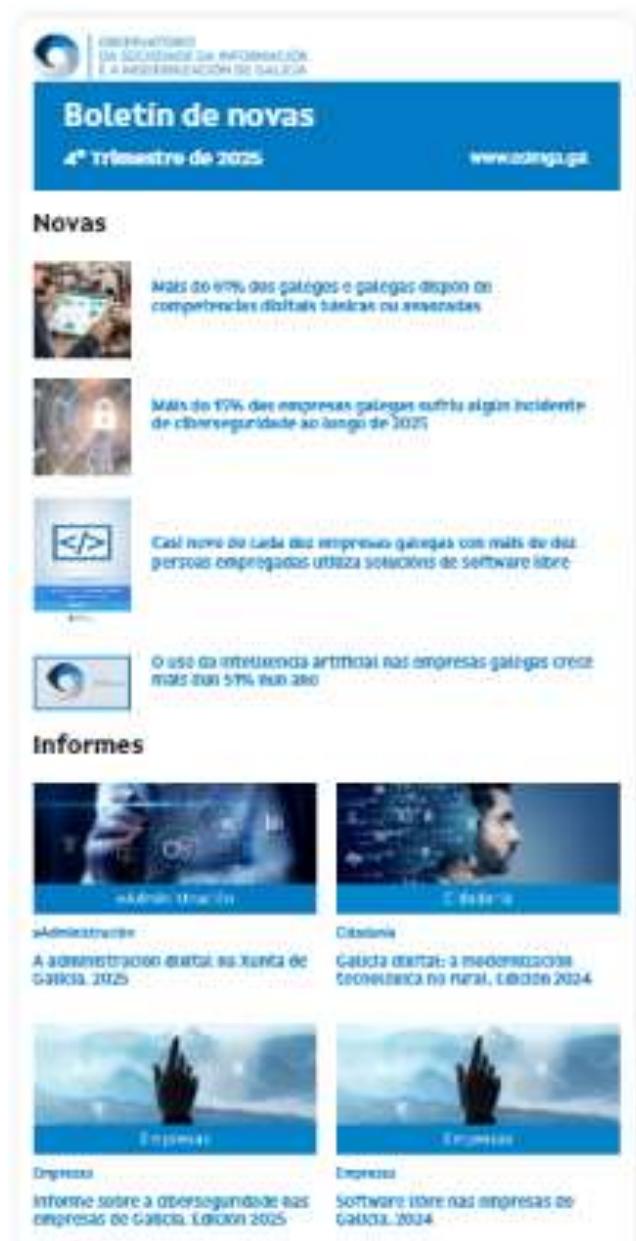 OBSERVATORIO
DA SOCIEDADE DA INFORMACIÓN
E A MODERNIZACIÓN DE GALICIA
Boletín de novas
4º Trimestre de 2025
www.osimga.gal
Novas
Máis do 61% dos galegos e galegas dispón de
competencias dixitais básicas ou avanzadas
Máis do 15% das empresas galegas sufriu algún incidente
de ciberseguridade ao longo de 2025
</>
Casi nove de cada dez empresas galegas con máis de dez
persoas empregadas utiliza solucións de software libre
O uso da intelixencia artificial nas empresas galegas crece
máis dun 51% nun ano
Informes
eAdministración
Cidadanía
eAdministración
Cidadanía
A administración dixital na Xunta de
Galicia. 2025
Galicia dixital: a modernización
tecnolóxica no rural. Edición 2024
Empresas
Empresas
Empresas
Empresas
Informe sobre a ciberseguridade nas
empresas de Galicia. Edición 2025
Software libre nas empresas de
Galicia. 2024